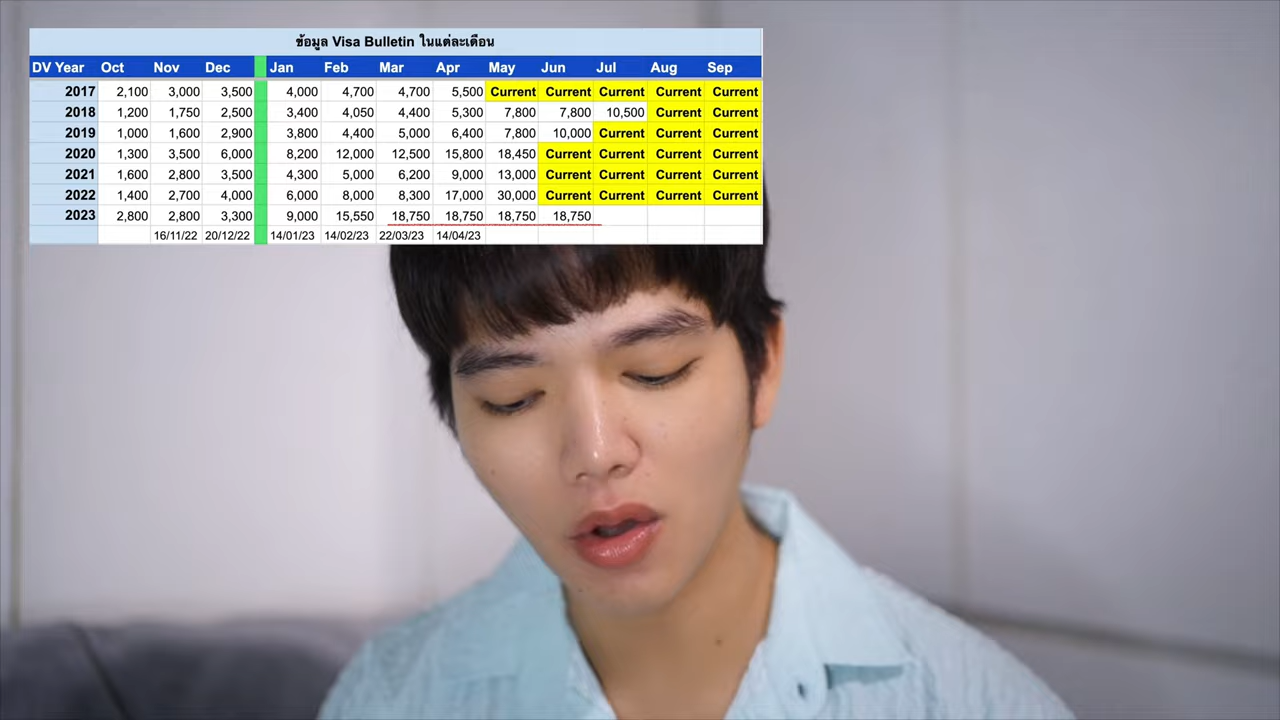 ข้อมูล Visa Bulletin ในแต่ละเดือน
DV Year Oct Nov Dec Jan Feb Mar Apr May Jun Jul Aug Sep
2017 2,100 3,000 3,500 4,000 4,700 4,700 5,500 Current Current Current Current Current
2018 1,200 1,750 2,500 3,400 4,050 4,400 5,300 7,800 7,800 10,500 Current Current
2019 1,000 1,600 2,900 3,800 4,400 5,000 6,400 7,800 10,000 Current Current Current
2020 1,300 3,500 6,000 8,200 12,000 12,500 15,800 18,450 Current Current Current Current
2021 1,600 2,800 3,500 4,300 5,000 6,200 9,000 13,000 Current Current Current Current
2022 1,400 2,700 4,000 6,000 8,000 8,300 17,000 30,000 Current Current Current Current
2023 2,800 2,800 3,300 9,000 15,550 18,750 18,750 18,750 18,750
16/11/22 20/12/22 14/01/23 14/02/23 22/03/23 14/04/23